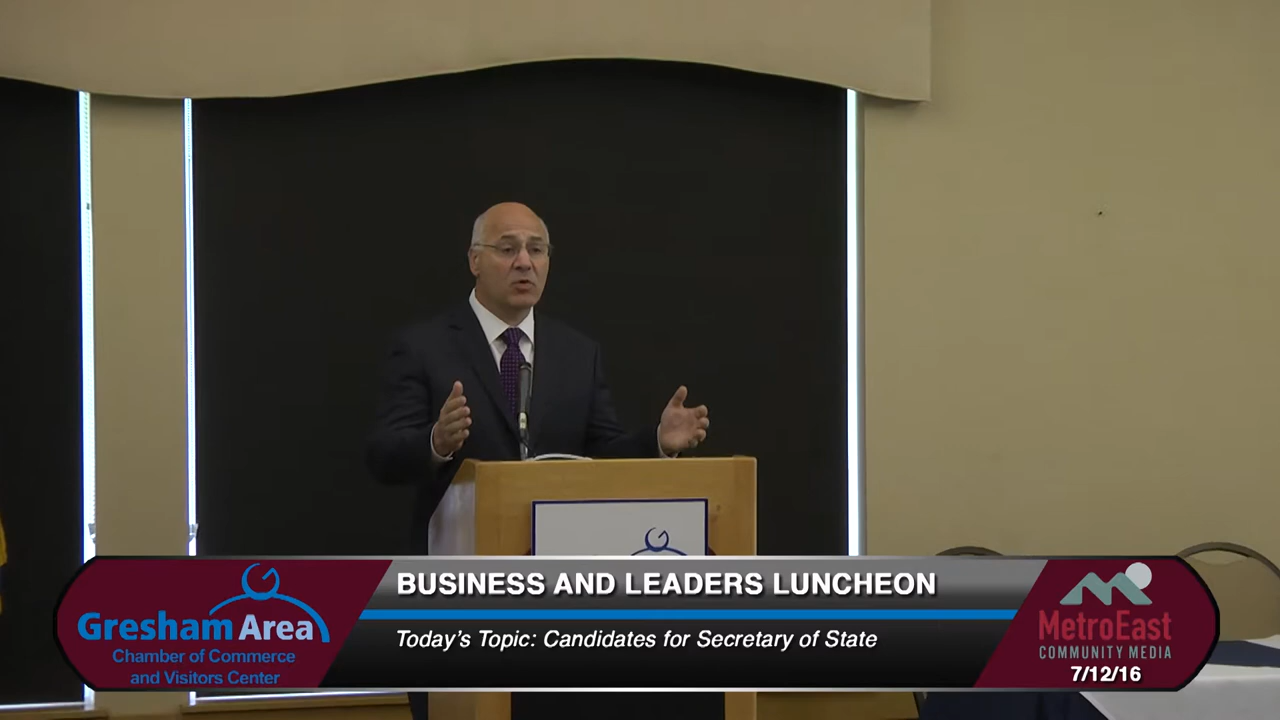 BUSINESS AND LEADERS LUNCHEON
Today's Topic: Candidates for Secretary of State
Gresham Area
Chamber of Commerce
and Visitors Center
MetroEast
COMMUNITY MEDIA
7/12/16